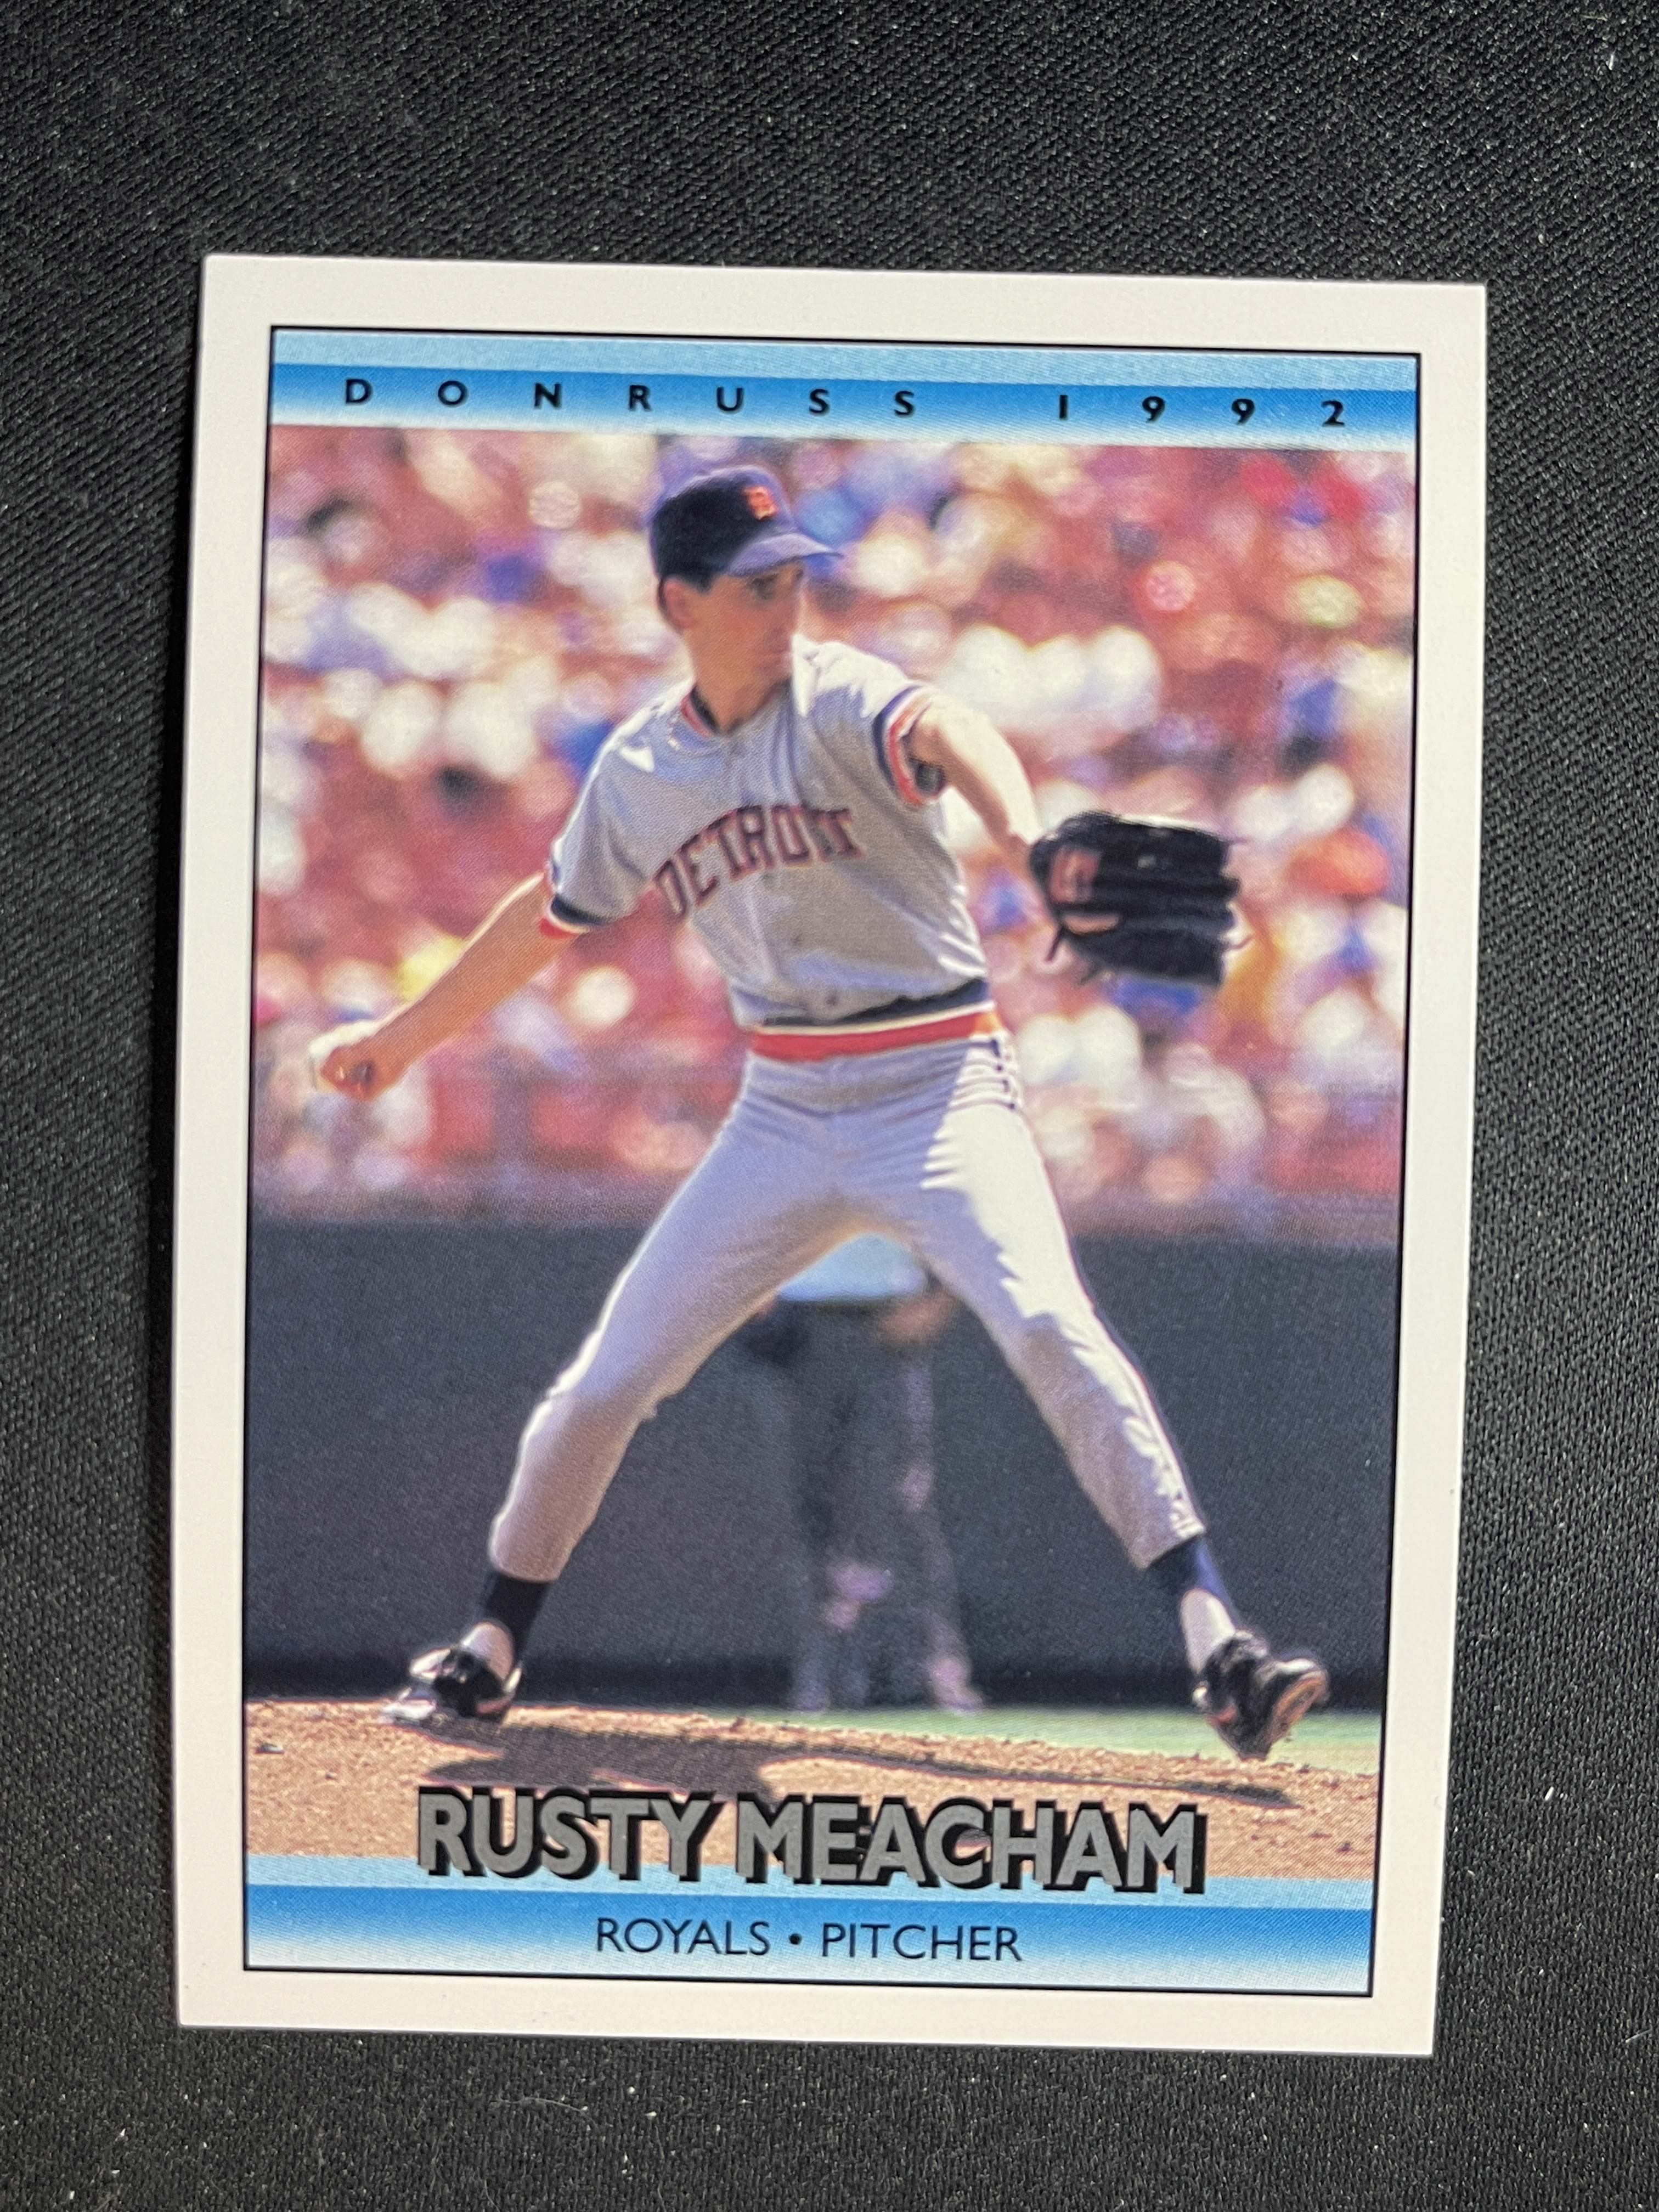 DONRUSS 1992
D
DETROIT
RUSTY MEACHAM
ROYALS • PITCHER